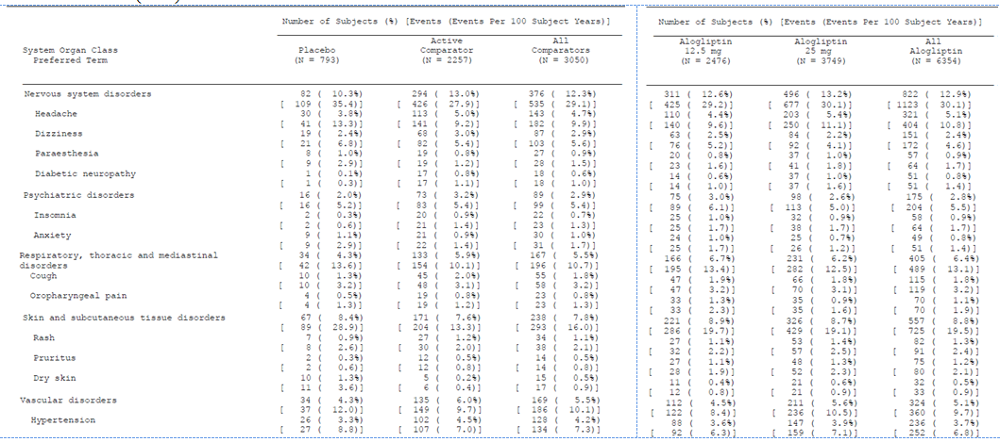 Number of Subjects (%) [Events (Events Per 100 Subject Years)] Number of Subjects (%) [Events (Events Per 100 Subject Years)]
Active All Alogliptin Alogliptin All
System Organ Class Placebo Comparator Comparators 12.5 mg 25 mg Alogliptin
Preferred Term (N = 793) (N = 2257) (N = 3050) (N = 2476) (N = 3749) (N = 6354)
Nervous system disorders 82 ( 10.3%) 294 ( 13.0%) 376 ( 12.3%) 311 ( 12.6%) 496 ( 13.2%) 822 ( 12.9%)
[ 109 ( 35.4)] [ 426 ( 27.9)] [ 535 ( 29.1)] [ 425 ( 29.2)] [ 677 ( 30.1)] [ 1123 ( 30.1)]
Headache 30 ( 3.8%) 113 ( 5.0%) 143 ( 4.7%) 110 ( 4.4%) 203 ( 5.4%) 321 ( 5.1%)
[ 41 ( 13.3)] [ 141 ( 9.2)] [ 182 ( 9.9)] [ 140 ( 9.6)] [ 250 ( 11.1)] [ 404 ( 10.8)]
Dizziness 19 ( 2.4%) 68 ( 3.0%) 87 ( 2.9%) 63 ( 2.5%) 84 ( 2.2%) 151 ( 2.4%)
[ 21 ( 6.8)] [ 82 ( 5.4)] [ 103 ( 5.6)] [ 76 ( 5.2)] [ 92 ( 4.1)] [ 172 ( 4.6)]
Paraesthesia 8 ( 1.0%) 19 ( 0.8%) 27 ( 0.9%) 20 ( 0.8%) 37 ( 1.0%) 57 ( 0.9%)
[ 9 ( 2.9)] [ 19 ( 1.2)] [ 28 ( 1.5)] [ 23 ( 1.6)] [ 41 ( 1.8)] [ 64 ( 1.7)]
Diabetic neuropathy 1 ( 0.1%) 17 ( 0.8%) 18 ( 0.6%) 14 ( 0.6%) 37 ( 1.0%) 51 ( 0.8%)
[ 1 ( 0.3)] [ 17 ( 1.1)] [ 18 ( 1.0)] [ 14 ( 1.0)] [ 37 ( 1.6)] [ 51 ( 1.4)]
Psychiatric disorders 16 ( 2.0%) 73 ( 3.2%) 89 ( 2.9%) 75 ( 3.0%) 98 ( 2.6%) 175 ( 2.8%)
[ 16 ( 5.2)] [ 83 ( 5.4)] [ 99 ( 5.4)] [ 89 ( 6.1)] [ 113 ( 5.0)] [ 204 ( 5.5)]
Insomnia 2 ( 0.3%) 20 ( 0.9%) 22 ( 0.7%) 25 ( 1.0%) 32 ( 0.9%) 58 ( 0.9%)
[ 2 ( 0.6)] [ 21 ( 1.4)] [ 23 ( 1.3)] [ 25 ( 1.7)] [ 38 ( 1.7)] [ 64 ( 1.7)]
Anxiety 9 ( 1.1%) 21 ( 0.9%) 30 ( 1.0%) 24 ( 1.0%) 25 ( 0.7%) 49 ( 0.8%)
[ 9 ( 2.9)] [ 22 ( 1.4)] [ 31 ( 1.7)] [ 25 ( 1.7)] [ 26 ( 1.2)] [ 51 ( 1.4)]
Respiratory, thoracic and mediastinal 34 ( 4.3%) 133 ( 5.9%) 167 ( 5.5%) 166 ( 6.7%) 231 ( 6.2%) 405 ( 6.4%)
disorders [ 42 ( 13.6)] [ 154 ( 10.1)] [ 196 ( 10.7)] [ 195 ( 13.4)] [ 282 ( 12.5)] [ 489 ( 13.1)]
Cough 10 ( 1.3%) 45 ( 2.0%) 55 ( 1.8%) 47 ( 1.9%) 66 ( 1.8%) 115 ( 1.8%)
[ 10 ( 3.2)] [ 48 ( 3.1)] [ 58 ( 3.2)] [ 47 ( 3.2)] [ 70 ( 3.1)] [ 119 ( 3.2)]
Oropharyngeal pain 4 ( 0.5%) 19 ( 0.8%) 23 ( 0.8%) 33 ( 1.3%) 35 ( 0.9%) 70 ( 1.1%)
[ 4 ( 1.3)] [ 19 ( 1.2)] [ 23 ( 1.3)] [ 33 ( 2.3)] [ 35 ( 1.6)] [ 70 ( 1.9)]
Skin and subcutaneous tissue disorders 67 ( 8.4%) 171 ( 7.6%) 238 ( 7.8%) 221 ( 8.9%) 326 ( 8.7%) 557 ( 8.8%)
[ 89 ( 28.9)] [ 204 ( 13.3)] [ 293 ( 16.0)] [ 286 ( 19.7)] [ 429 ( 19.1)] [ 725 ( 19.5)]
Rash 7 ( 0.9%) 27 ( 1.2%) 34 ( 1.1%) 27 ( 1.1%) 53 ( 1.4%) 82 ( 1.3%)
[ 8 ( 2.6)] [ 30 ( 2.0)] [ 38 ( 2.1)] [ 32 ( 2.2)] [ 57 ( 2.5)] [ 91 ( 2.4)]
Pruritus 2 ( 0.3%) 12 ( 0.5%) 14 ( 0.5%) 27 ( 1.1%) 48 ( 1.3%) 75 ( 1.2%)
[ 2 ( 0.6)] [ 12 ( 0.8)] [ 14 ( 0.8)] [ 28 ( 1.9)] [ 52 ( 2.3)] [ 80 ( 2.1)]
Dry skin 10 ( 1.3%) 5 ( 0.2%) 15 ( 0.5%) 11 ( 0.4%) 21 ( 0.6%) 32 ( 0.5%)
[ 11 ( 3.6)] [ 6 ( 0.4)] [ 17 ( 0.9)] [ 12 ( 0.8)] [ 21 ( 0.9)] [ 33 ( 0.9)]
Vascular disorders 34 ( 4.3%) 135 ( 6.0%) 169 ( 5.5%) 112 ( 4.5%) 211 ( 5.6%) 324 ( 5.1%)
[ 37 ( 12.0)] [ 149 ( 9.7)] [ 186 ( 10.1)] [ 122 ( 8.4)] [ 236 ( 10.5)] [ 360 ( 9.7)]
Hypertension 26 ( 3.3%) 102 ( 4.5%) 128 ( 4.2%) 88 ( 3.6%) 147 ( 3.9%) 236 ( 3.7%)
[ 27 ( 8.8)] [ 107 ( 7.0)] [ 134 ( 7.3)] [ 92 ( 6.3)] [ 159 ( 7.1)] [ 252 ( 6.8)]